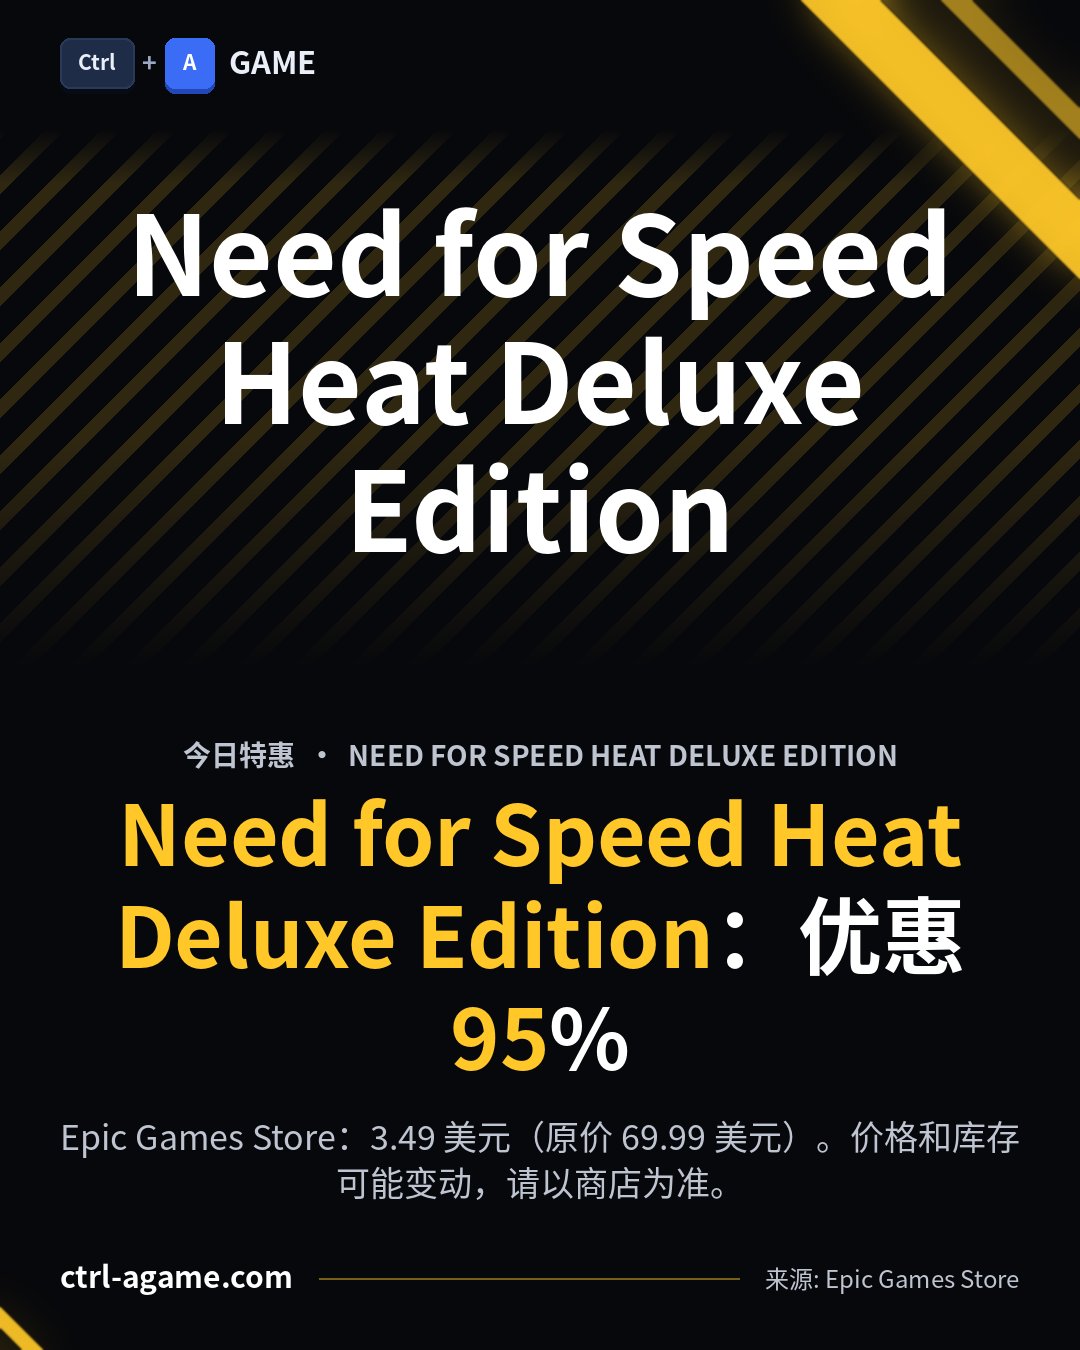 Ctrl + A GAME
Need for Speed
Heat Deluxe
Edition
今日特惠 • NEED FOR SPEED HEAT DELUXE EDITION
Need for Speed Heat
Deluxe Edition：优惠
95%
Epic Games Store：3.49 美元（原价 69.99 美元）。价格和库存
可能变动，请以商店为准。
ctrl-agame.com
来源: Epic Games Store